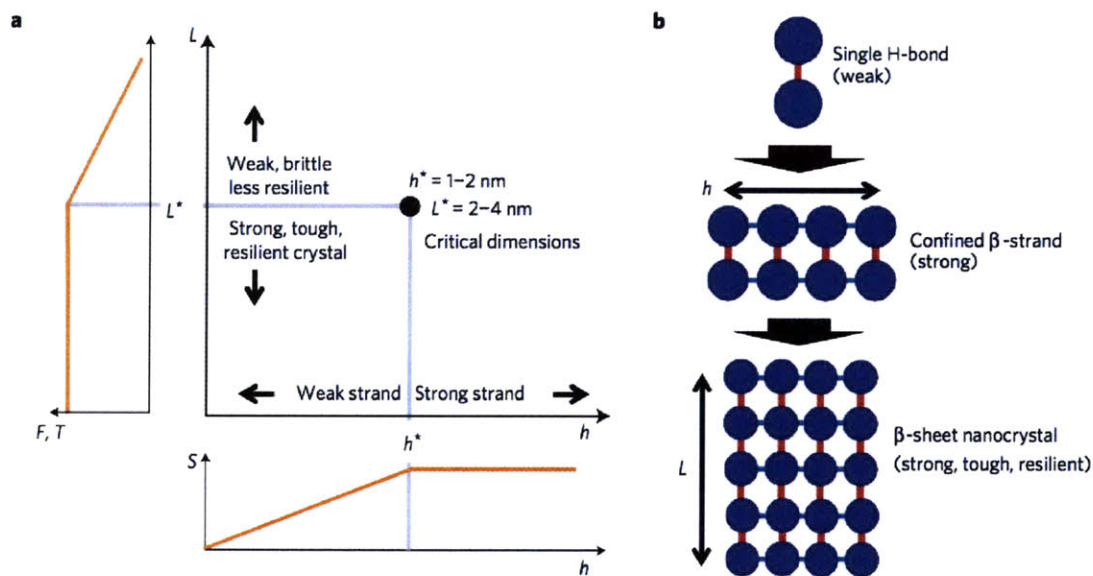 a
L
Weak, brittle
less resilient
h* = 1–2 nm
L* = 2–4 nm
L*
Strong, tough,
resilient crystal
Critical dimensions
Weak strand
Strong strand
F, T
h*
h
S
h
b
Single H-bond
(weak)
h
Confined β-strand
(strong)
L
β-sheet nanocrystal
(strong, tough, resilient)